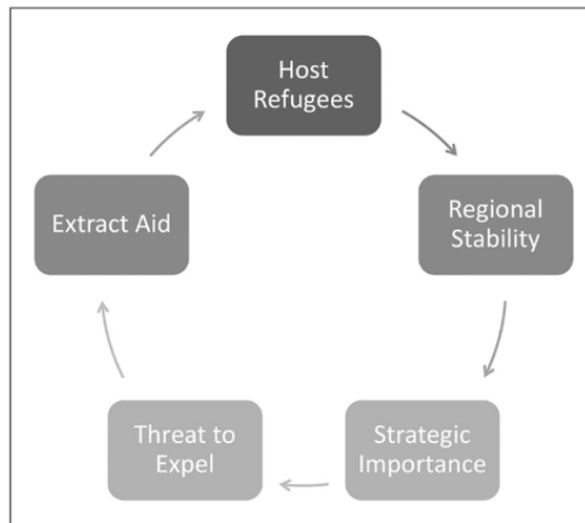 Host
Refugees
Regional
Stability
Strategic
Importance
Threat to
Expel
Extract Aid